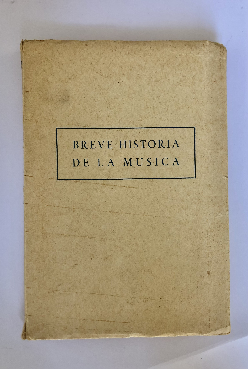 BREVE HISTORIA
DE LA MUSICA